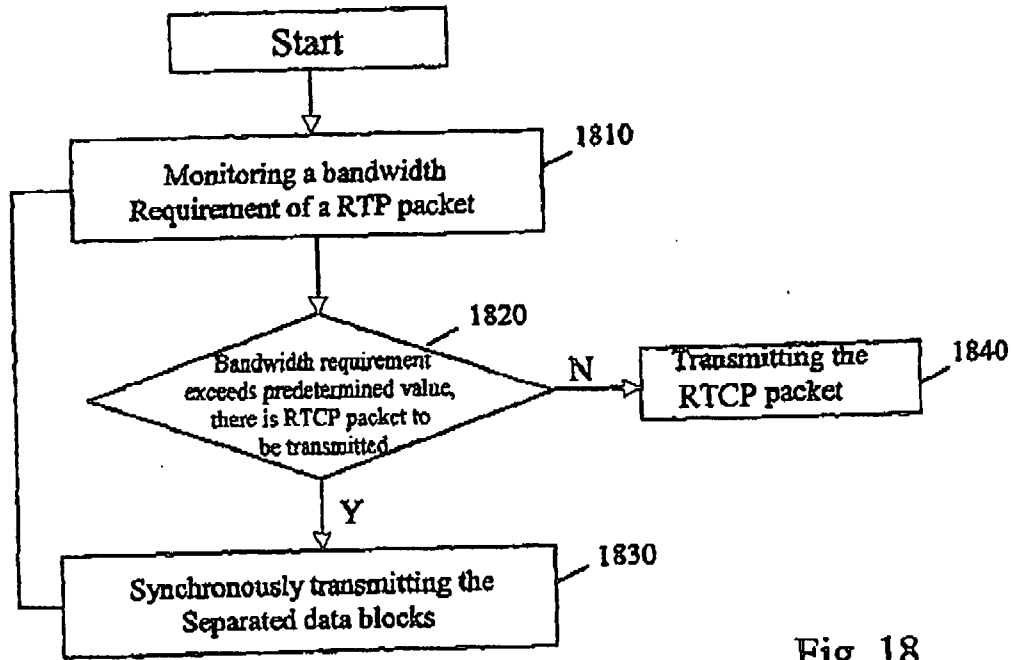 Start
1810
Monitoring a bandwidth
Requirement of a RTP packet
1820
Bandwidth requirement
exceeds predetermined value,
there is RTCP packet to
be transmitted
N
Transmitting the
RTCP packet
1840
Y
1830
Synchronously transmitting the
Separated data blocks
Fig. 18